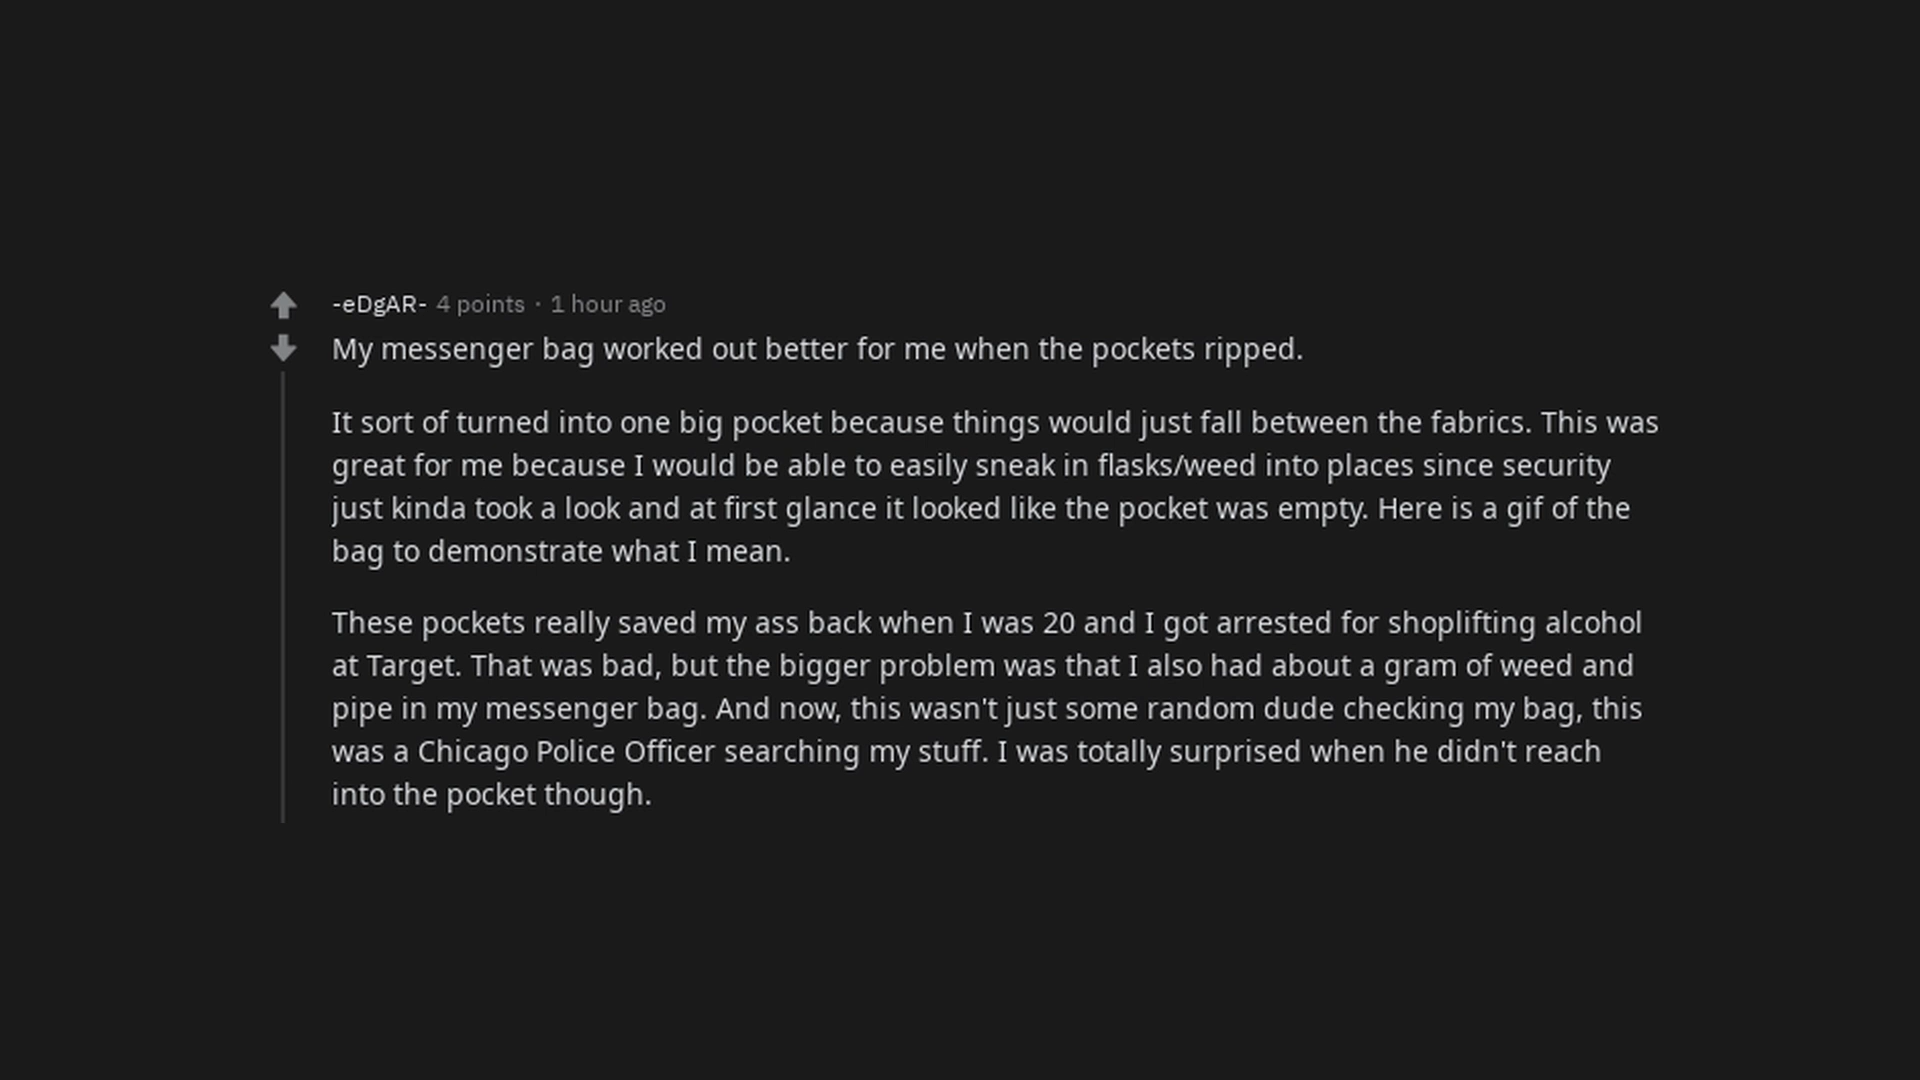 -eDgAR- 4 points · 1 hour ago
My messenger bag worked out better for me when the pockets ripped.
It sort of turned into one big pocket because things would just fall between the fabrics. This was
great for me because I would be able to easily sneak in flasks/weed into places since security
just kinda took a look and at first glance it looked like the pocket was empty. Here is a gif of the
bag to demonstrate what I mean.
These pockets really saved my ass back when I was 20 and I got arrested for shoplifting alcohol
at Target. That was bad, but the bigger problem was that I also had about a gram of weed and
pipe in my messenger bag. And now, this wasn't just some random dude checking my bag, this
was a Chicago Police Officer searching my stuff. I was totally surprised when he didn't reach
into the pocket though.